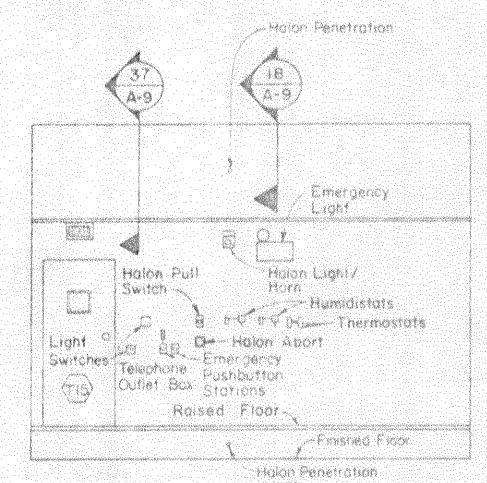 Halon Penetration
37
A-9
18
A-9
Emergency
Light
Halon Light/
Horn
Halon Pull
Switch
Humidistats
Thermostats
Light
Switches
Halon Abort
Telephone
Outlet Box
Emergency
Pushbutton
Stations
T15
Raised Floor
Finished Floor
Halon Penetration